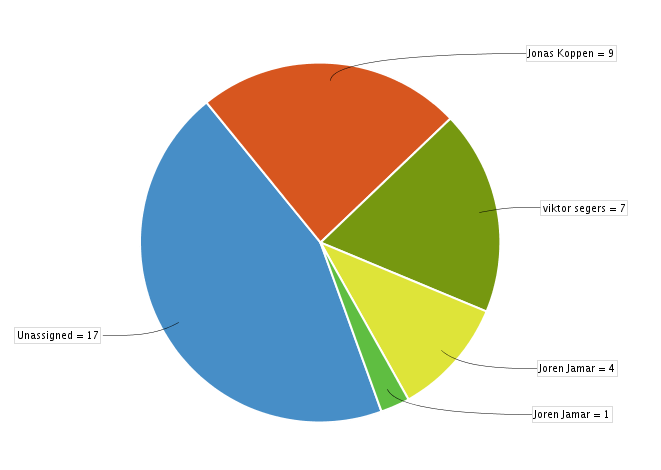 Jonas Koppen = 9
viktor segers = 7
Unassigned = 17
Joren Jamar = 4
Joren Jamar = 1